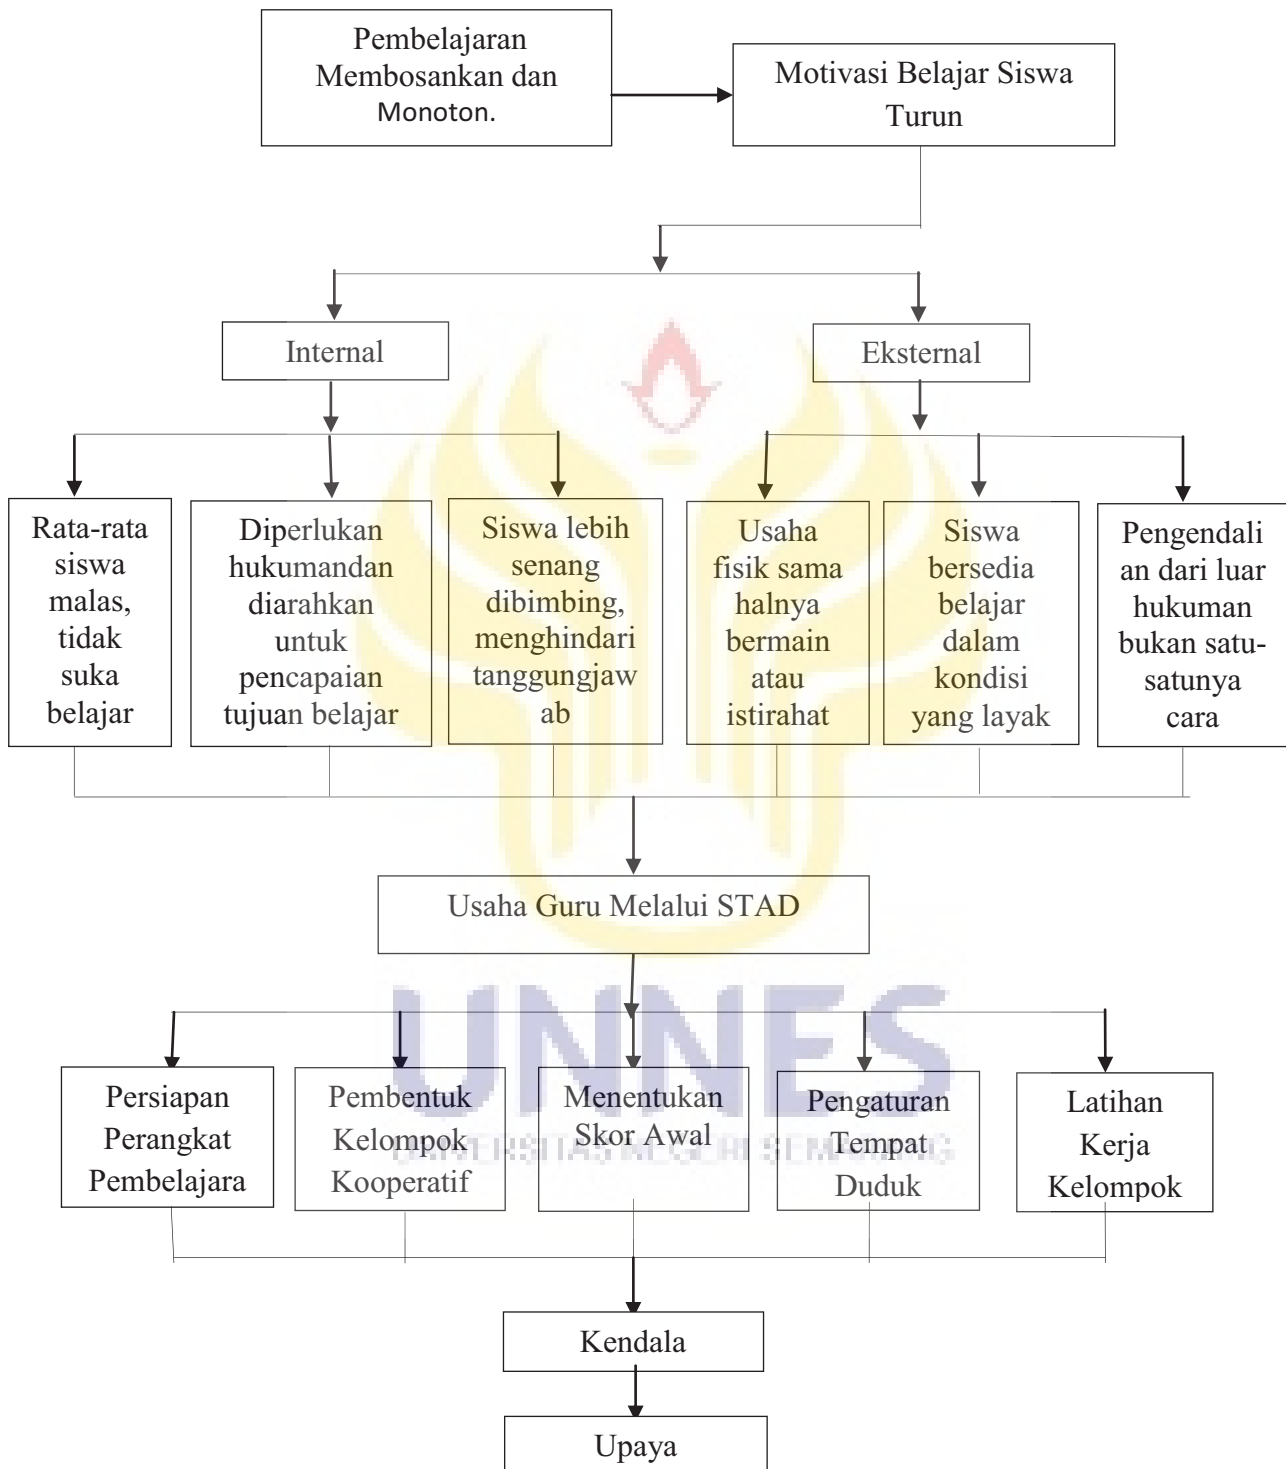 Pembelajaran
Membosankan dan
Monoton.
Motivasi Belajar Siswa
Turun
Internal
Eksternal
Rata-rata
siswa
malas,
tidak
suka
belajar
Diperlukan
hukumandan
diarahkan
untuk
pencapaian
tujuan belajar
Siswa lebih
senang
dibimbing,
menghindari
tanggungjaw
ab
Usaha
fisik sama
halnya
bermain
atau
istirahat
Siswa
bersedia
belajar
dalam
kondisi
yang layak
Pengendali
an dari luar
hukuman
bukan satu-
satunya
cara
Usaha Guru Melalui STAD
UNNES
UNIVERSITAS NEGERI SEMARANG
Persiapan
Perangkat
Pembelajara
Pembentuk
Kelompok
Kooperatif
Menentukan
Skor Awal
Pengaturan
Tempat
Duduk
Latihan
Kerja
Kelompok
Kendala
Upaya